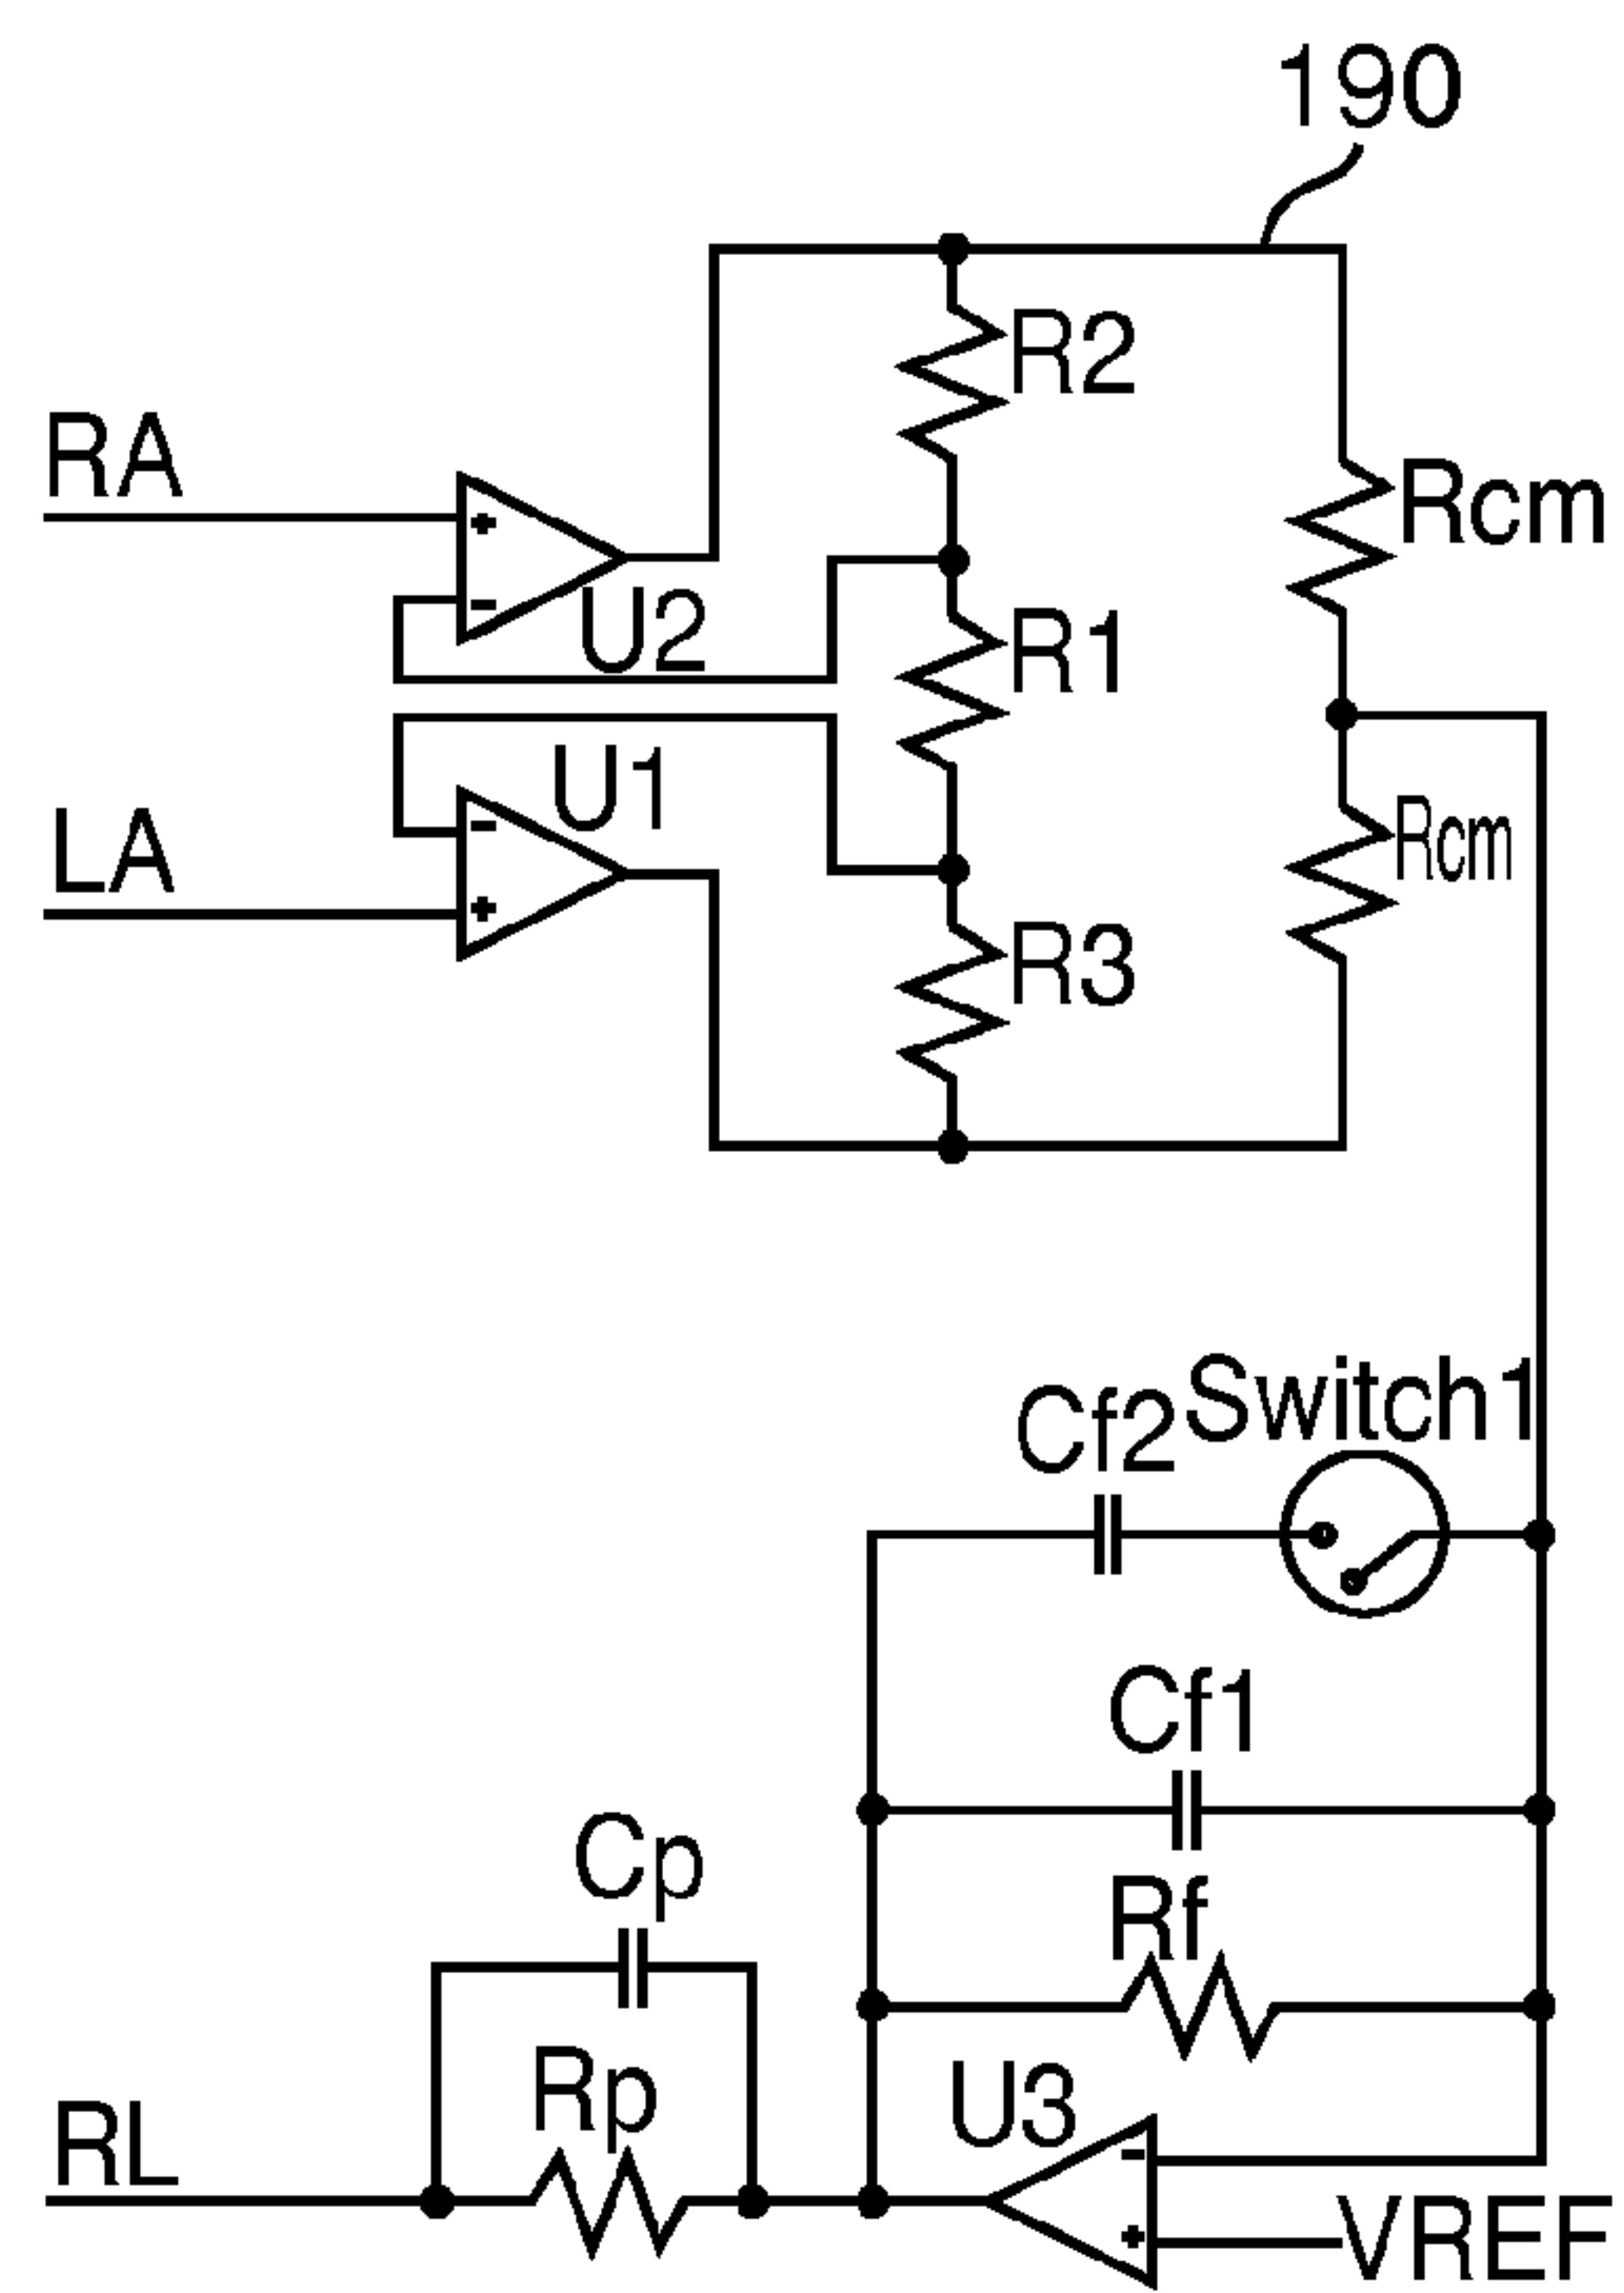 190
R2
RA
Rcm
U2
R1
U1
Rcm
LA
R3
Cf2 Switch1
Cf1
Cp
Rf
Rp
U3
RL
VREF